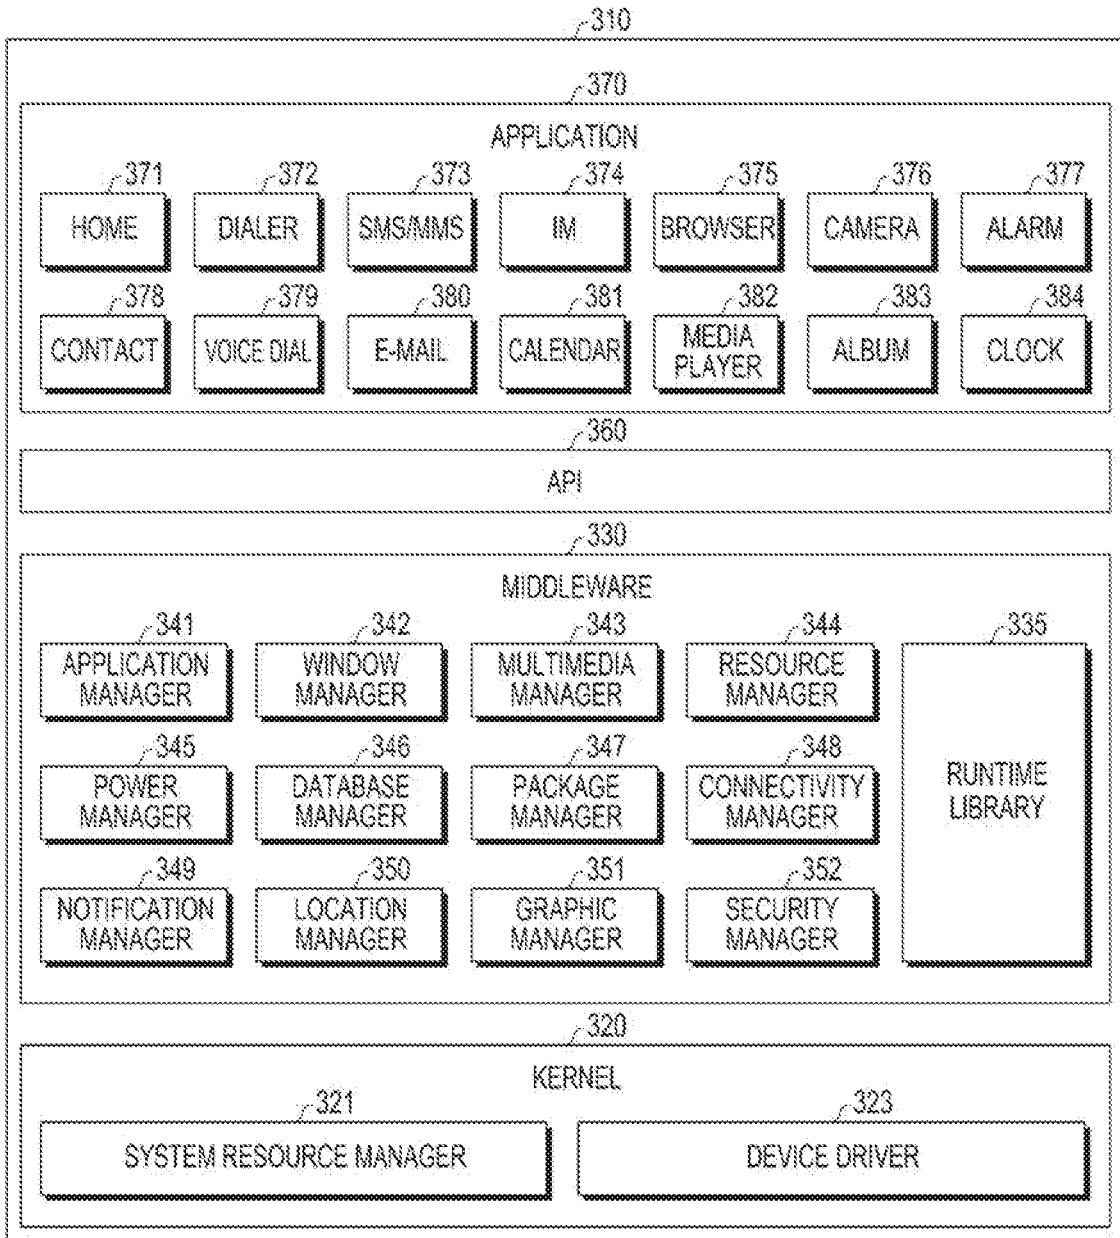 310
370
APPLICATION
371 372 373 374 375 376 377
HOME DIALER SMS/MMS IM BROWSER CAMERA ALARM
378 379 380 381 382 383 384
CONTACT VOICE DIAL E-MAIL CALENDAR MEDIA PLAYER ALBUM CLOCK
360
API
330
MIDDLEWARE
341 342 343 344 335
APPLICATION MANAGER WINDOW MANAGER MULTIMEDIA MANAGER RESOURCE MANAGER
345 346 347 348
POWER MANAGER DATABASE MANAGER PACKAGE MANAGER CONNECTIVITY MANAGER RUNTIME LIBRARY
349 350 351 352
NOTIFICATION MANAGER LOCATION MANAGER GRAPHIC MANAGER SECURITY MANAGER
320
KERNEL
321 323
SYSTEM RESOURCE MANAGER DEVICE DRIVER